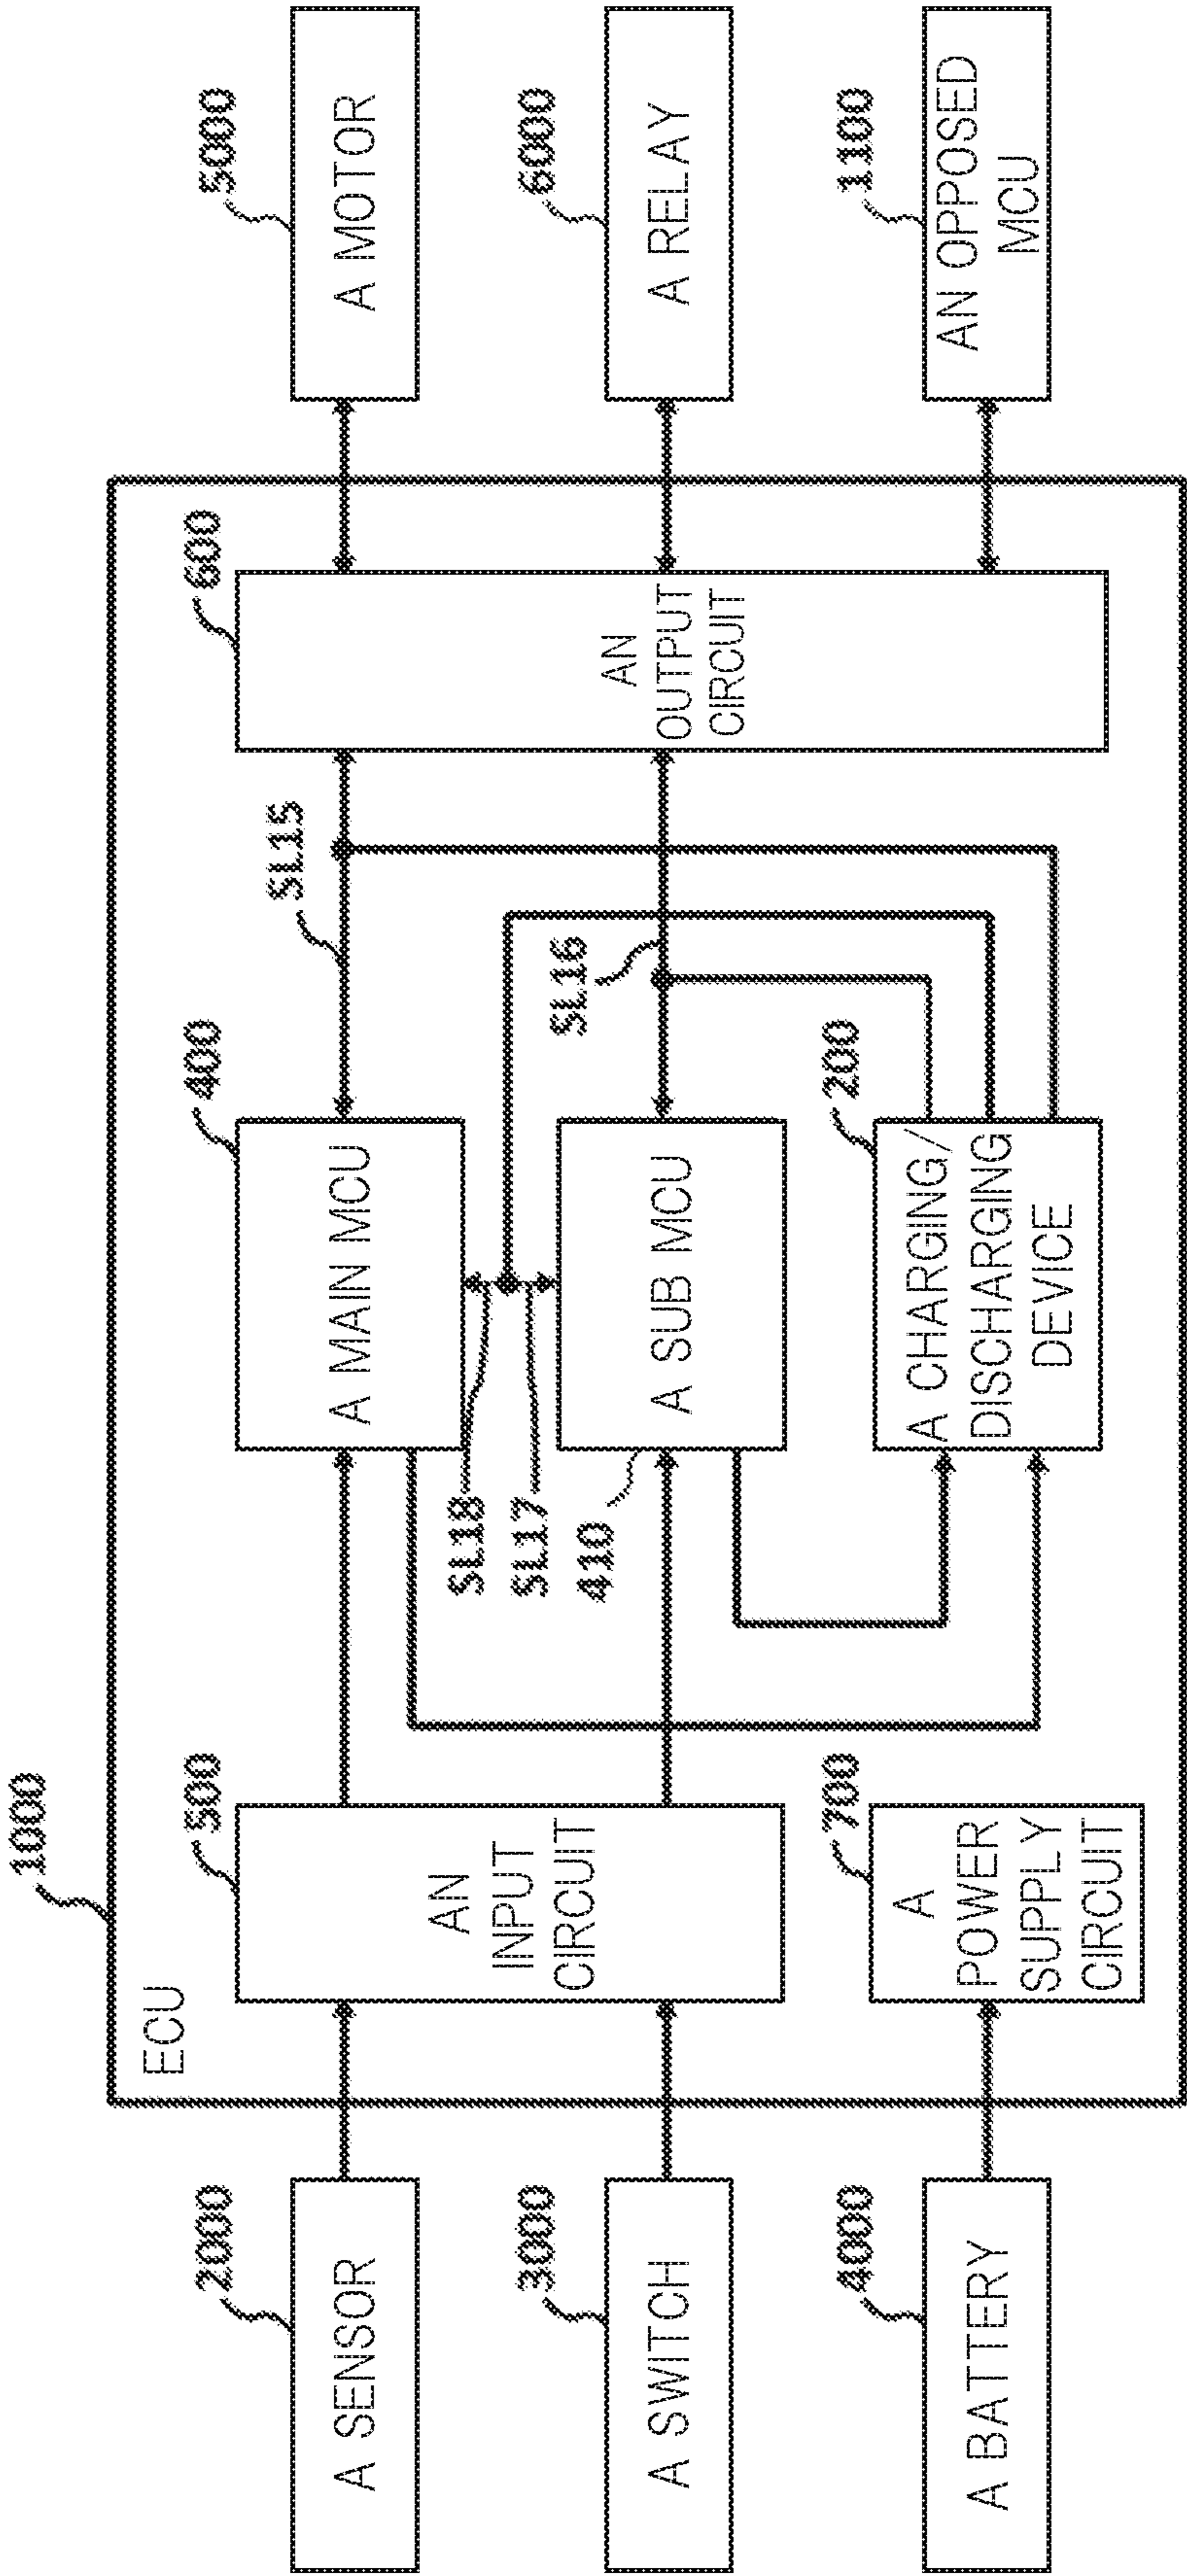 1000
ECU
2000
A SENSOR
3000
A SWITCH
4000
A BATTERY
500
AN
INPUT
CIRCUIT
700
A
POWER
SUPPLY
CIRCUIT
400
A MAIN MCU
SL18
SL17
410
A SUB MCU
200
A CHARGING/
DISCHARGING
DEVICE
SL15
SL16
600
AN
OUTPUT
CIRCUIT
5000
A MOTOR
6000
A RELAY
1100
AN OPPOSED
MCU